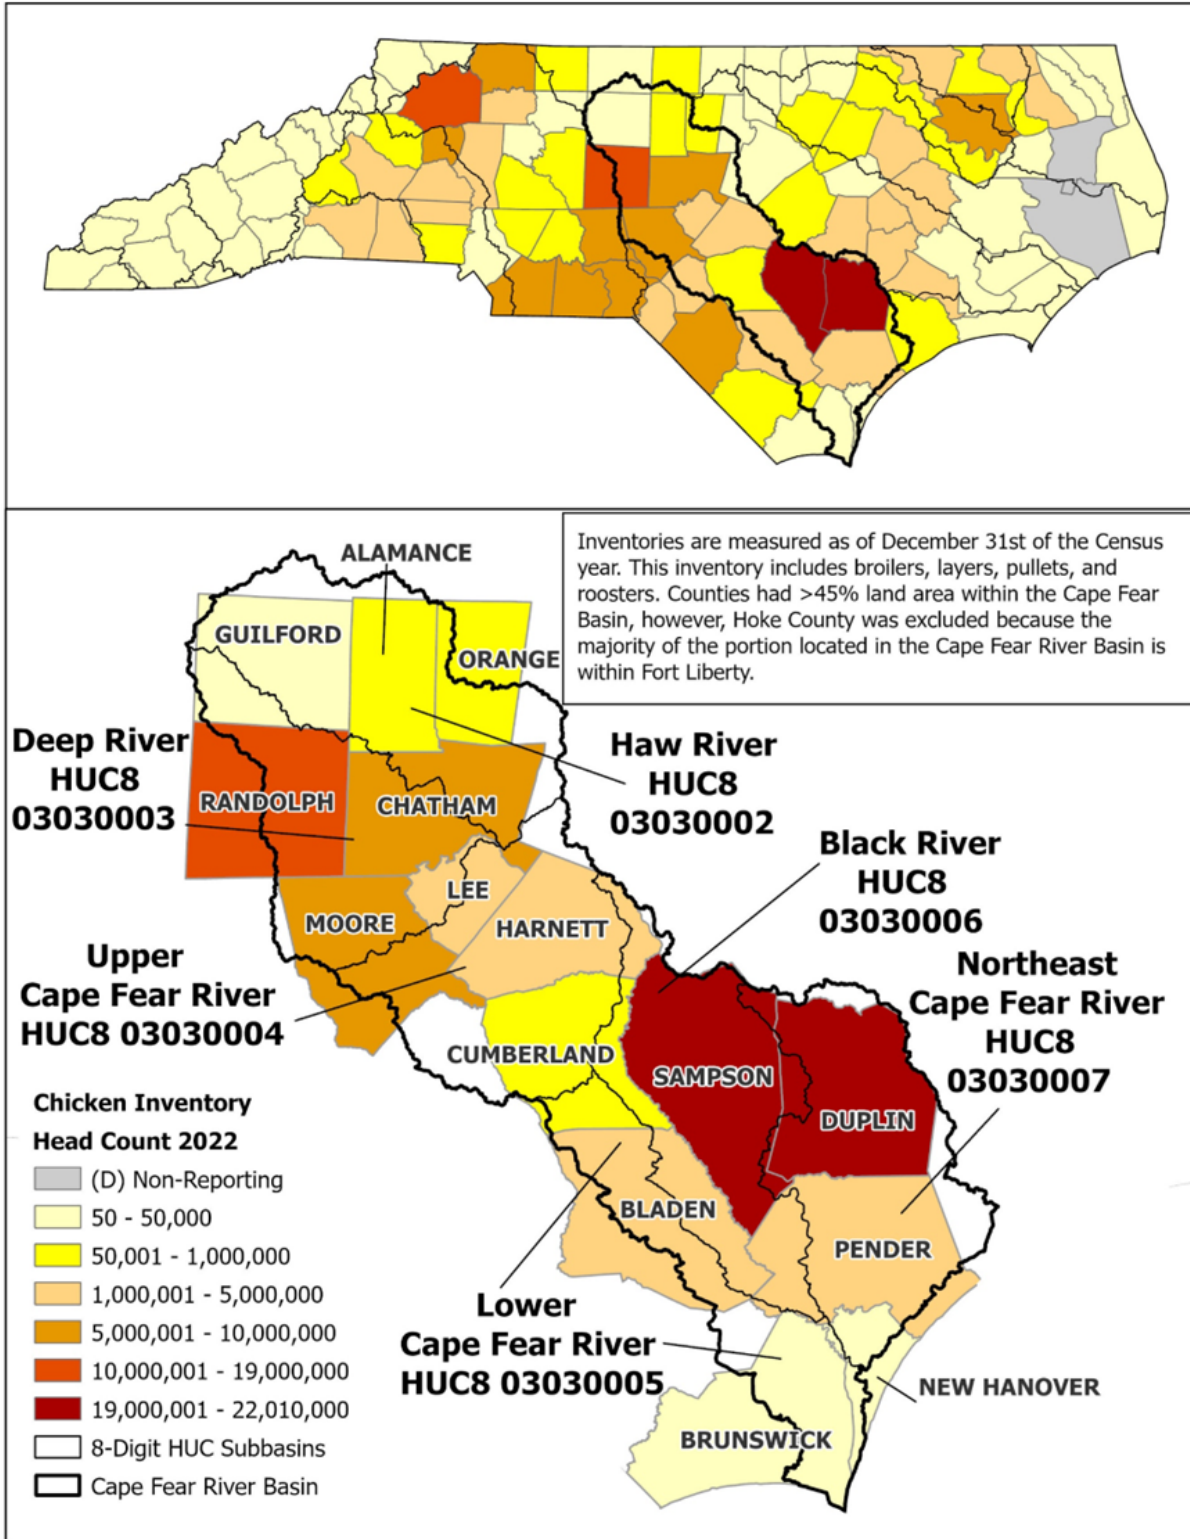 Inventories are measured as of December 31st of the Census
year. This inventory includes broilers, layers, pullets, and
roosters. Counties had >45% land area within the Cape Fear
Basin, however, Hoke County was excluded because the
majority of the portion located in the Cape Fear River Basin is
within Fort Liberty.
ALAMANCE
GUILFORD
ORANGE
Deep River
HUC8
03030003
Haw River
HUC8
03030002
RANDOLPH
CHATHAM
Black River
HUC8
03030006
LEE
MOORE
HARNETT
Upper
Cape Fear River
HUC8 03030004
Northeast
Cape Fear River
HUC8
03030007
CUMBERLAND
SAMPSON
DUPLIN
BLADEN
PENDER
Lower
Cape Fear River
HUC8 03030005
NEW HANOVER
BRUNSWICK
Chicken Inventory
Head Count 2022
(D) Non-Reporting
50 - 50,000
50,001 - 1,000,000
1,000,001 - 5,000,000
5,000,001 - 10,000,000
10,000,001 - 19,000,000
19,000,001 - 22,010,000
8-Digit HUC Subbasins
Cape Fear River Basin